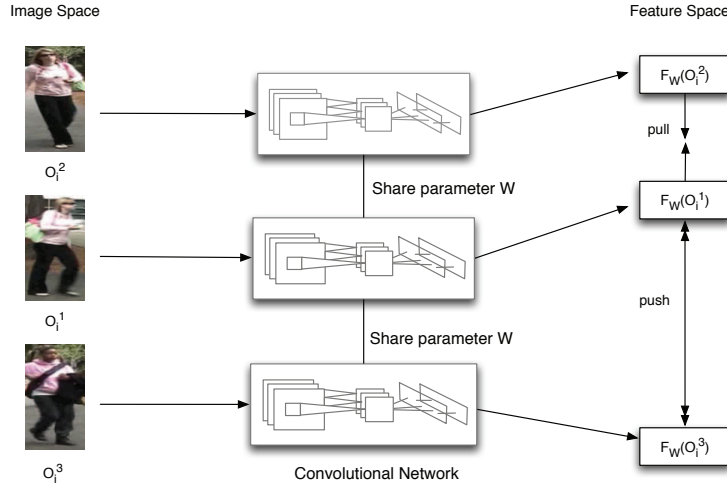 Image Space
Feature Space
F_W(O_i^2)
pull
O_i^2
Share parameter W
F_W(O_i^1)
push
O_i^1
Share parameter W
F_W(O_i^3)
O_i^3
Convolutional Network